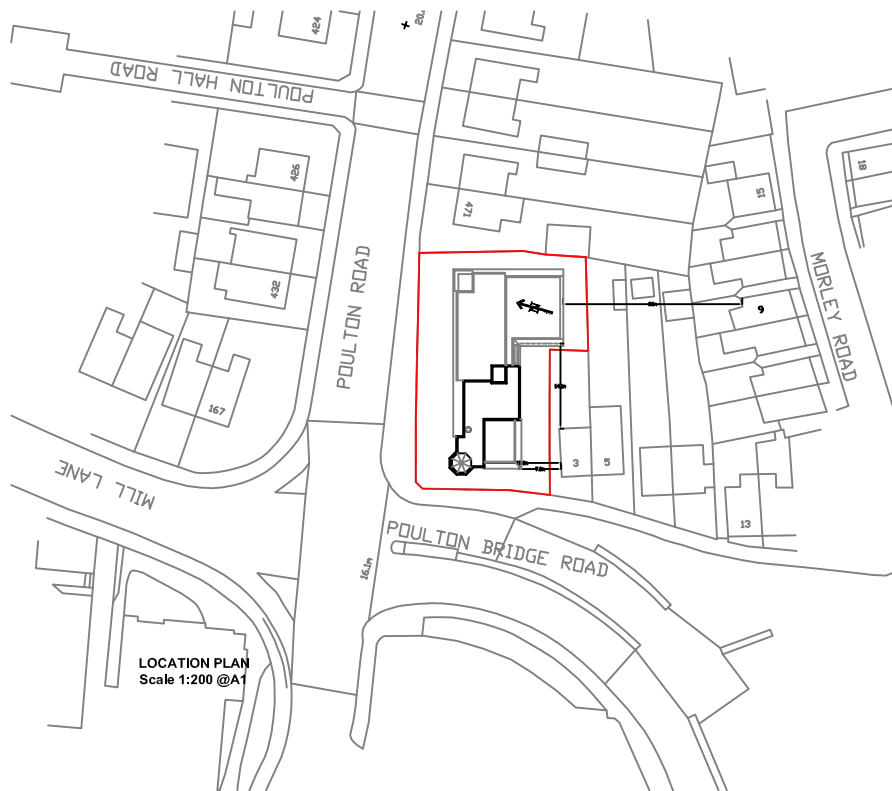 424
20.
POULTON HALL ROAD
426
471
15
18
432
POULTON ROAD
MORLEY ROAD
9
167
3
5
MILL LANE
13
POULTON BRIDGE ROAD
16.1m
LOCATION PLAN
Scale 1:200 @A1